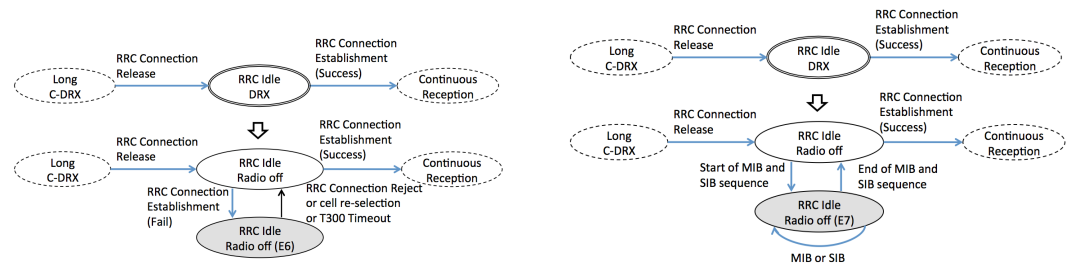 RRC Connection
Release
RRC Connection
Establishment
(Success)
Long
C-DRX
RRC Idle
DRX
Continuous
Reception
RRC Connection
Release
RRC Connection
Establishment
(Success)
Long
C-DRX
RRC Idle
Radio off
Continuous
Reception
RRC Connection
Establishment
(Fail)
RRC Connection Reject
or cell re-selection
or T300 Timeout
RRC Idle
Radio off (E6)
RRC Connection
Release
RRC Connection
Establishment
(Success)
Long
C-DRX
RRC Idle
DRX
Continuous
Reception
RRC Connection
Release
RRC Connection
Establishment
(Success)
Long
C-DRX
RRC Idle
Radio off
Continuous
Reception
Start of MIB and
SIB sequence
End of MIB and
SIB sequence
RRC Idle
Radio off (E7)
MIB or SIB